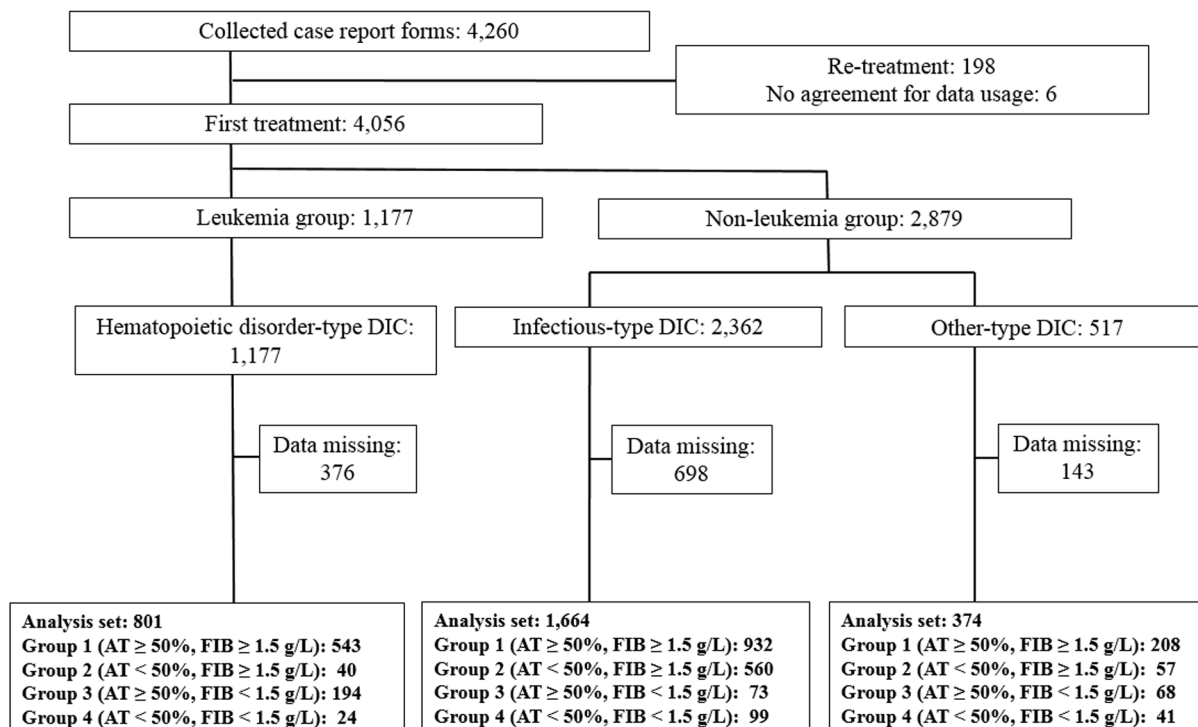 Collected case report forms: 4,260
Re-treatment: 198
No agreement for data usage: 6
First treatment: 4,056
Leukemia group: 1,177
Non-leukemia group: 2,879
Hematopoietic disorder-type DIC:
1,177
Infectious-type DIC: 2,362
Other-type DIC: 517
Data missing:
376
Data missing:
698
Data missing:
143
Analysis set: 801
Group 1 (AT ≥ 50%, FIB ≥ 1.5 g/L): 543
Group 2 (AT < 50%, FIB ≥ 1.5 g/L): 40
Group 3 (AT ≥ 50%, FIB < 1.5 g/L): 194
Group 4 (AT < 50%, FIB < 1.5 g/L): 24
Analysis set: 1,664
Group 1 (AT ≥ 50%, FIB ≥ 1.5 g/L): 932
Group 2 (AT < 50%, FIB ≥ 1.5 g/L): 560
Group 3 (AT ≥ 50%, FIB < 1.5 g/L): 73
Group 4 (AT < 50%, FIB < 1.5 g/L): 99
Analysis set: 374
Group 1 (AT ≥ 50%, FIB ≥ 1.5 g/L): 208
Group 2 (AT < 50%, FIB ≥ 1.5 g/L): 57
Group 3 (AT ≥ 50%, FIB < 1.5 g/L): 68
Group 4 (AT < 50%, FIB < 1.5 g/L): 41